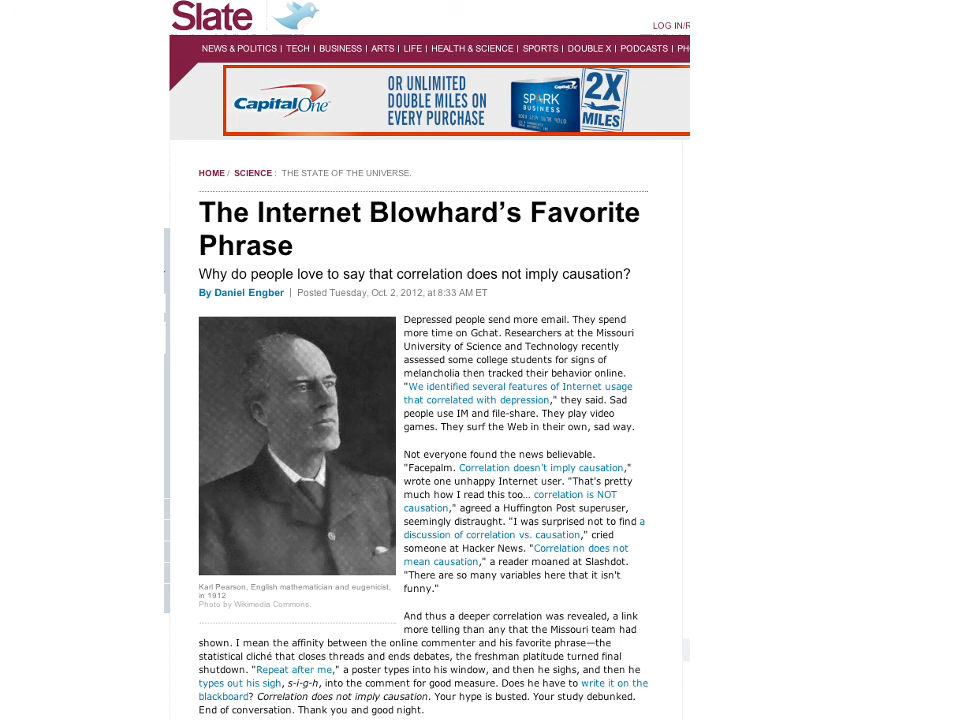 Slate
LOG IN/R
NEWS & POLITICS | TECH | BUSINESS | ARTS | LIFE | HEALTH & SCIENCE | SPORTS | DOUBLE X | PODCASTS | PH
Capital One
OR UNLIMITED
DOUBLE MILES ON
EVERY PURCHASE
Capital One
SPARK
BUSINESS
2X
MILES
HOME / SCIENCE : THE STATE OF THE UNIVERSE.
The Internet Blowhard's Favorite
Phrase
Why do people love to say that correlation does not imply causation?
By Daniel Engber | Posted Tuesday, Oct. 2, 2012, at 8:33 AM ET
Depressed people send more email. They spend
more time on Gchat. Researchers at the Missouri
University of Science and Technology recently
assessed some college students for signs of
melancholia then tracked their behavior online.
"We identified several features of Internet usage
that correlated with depression," they said. Sad
people use IM and file-share. They play video
games. They surf the Web in their own, sad way.
Not everyone found the news believable.
"Facepalm. Correlation doesn't imply causation,"
wrote one unhappy Internet user. "That's pretty
much how I read this too… correlation is NOT
causation," agreed a Huffington Post superuser,
seemingly distraught. "I was surprised not to find a
discussion of correlation vs. causation," cried
someone at Hacker News. "Correlation does not
mean causation," a reader moaned at Slashdot.
"There are so many variables here that it isn't
funny."
Karl Pearson, English mathematician and eugenicist,
in 1912
Photo by Wikimedia Commons.
And thus a deeper correlation was revealed, a link
more telling than any that the Missouri team had
shown. I mean the affinity between the online commenter and his favorite phrase—the
statistical cliché that closes threads and ends debates, the freshman platitude turned final
shutdown. "Repeat after me," a poster types into his window, and then he sighs, and then he
types out his sigh, s-i-g-h, into the comment for good measure. Does he have to write it on the
blackboard? Correlation does not imply causation. Your hype is busted. Your study debunked.
End of conversation. Thank you and good night.